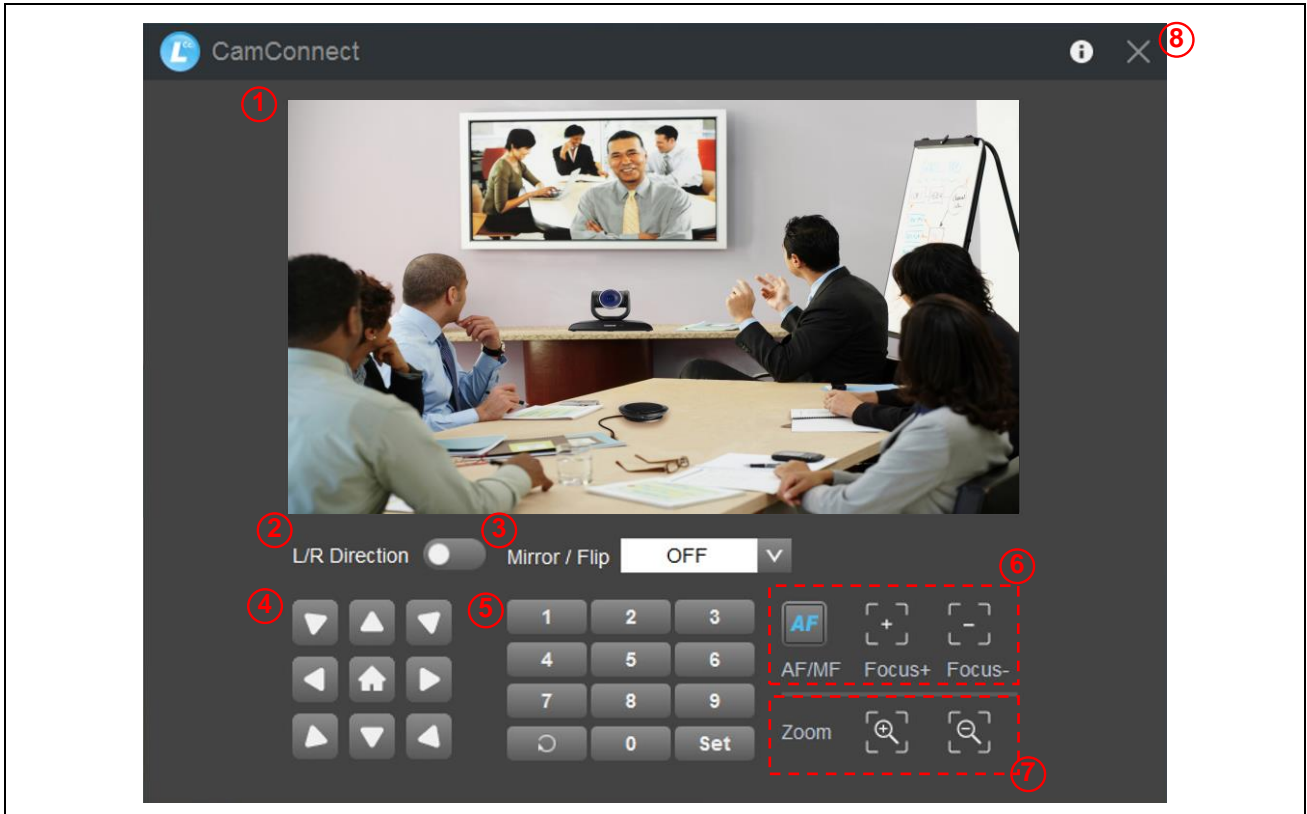 L cc CamConnect i ⑧
①
② L/R Direction ③ Mirror / Flip OFF V
⑥
④ ⑤ 1 2 3 AF + -
4 5 6 AF/MF Focus+ Focus-
7 8 9
0 Set Zoom
⑦